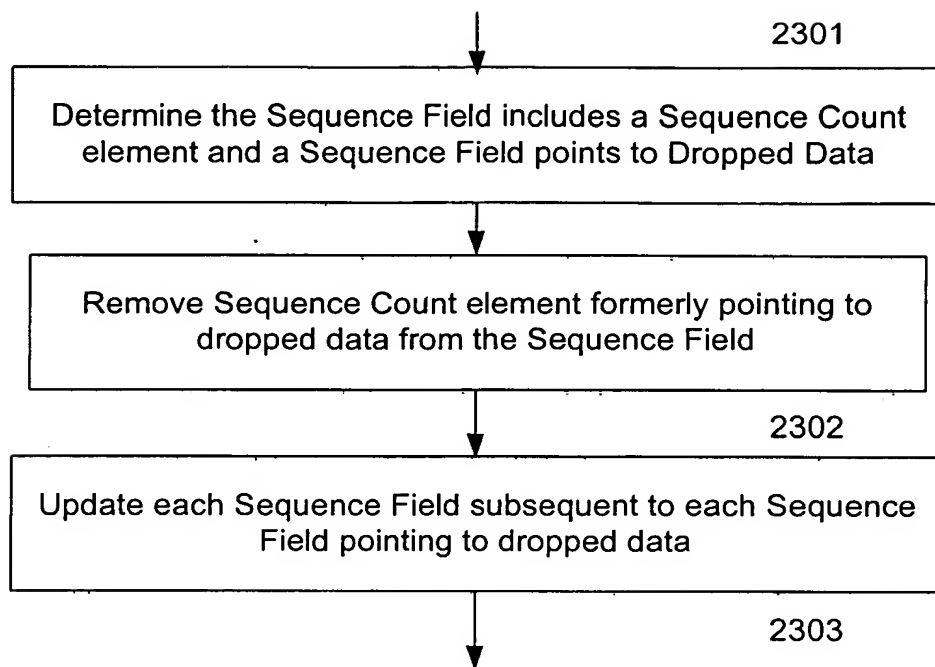 2301
Determine the Sequence Field includes a Sequence Count
element and a Sequence Field points to Dropped Data
Remove Sequence Count element formerly pointing to
dropped data from the Sequence Field
2302
Update each Sequence Field subsequent to each Sequence
Field pointing to dropped data
2303